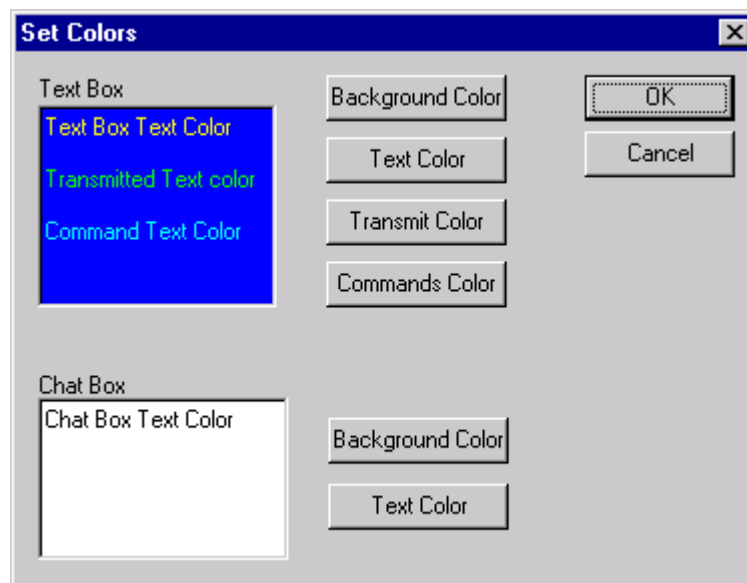 Set Colors
Text Box
Text Box Text Color
Transmitted Text color
Command Text Color
Background Color
Text Color
Transmit Color
Commands Color
OK
Cancel
Chat Box
Chat Box Text Color
Background Color
Text Color